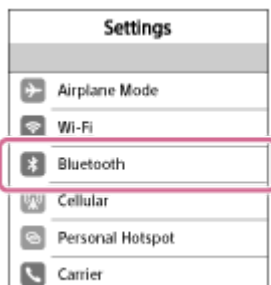 Settings
Airplane Mode
Wi-Fi
Bluetooth
Cellular
Personal Hotspot
Carrier